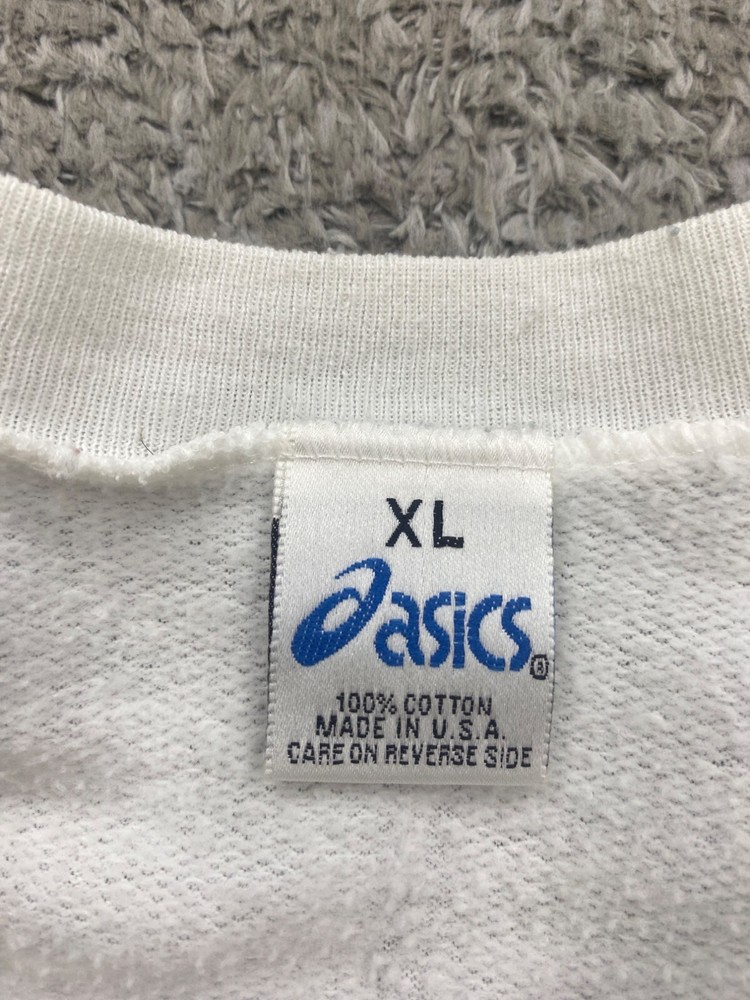 XL
asics®
100% COTTON
MADE IN U.S.A.
CARE ON REVERSE SIDE